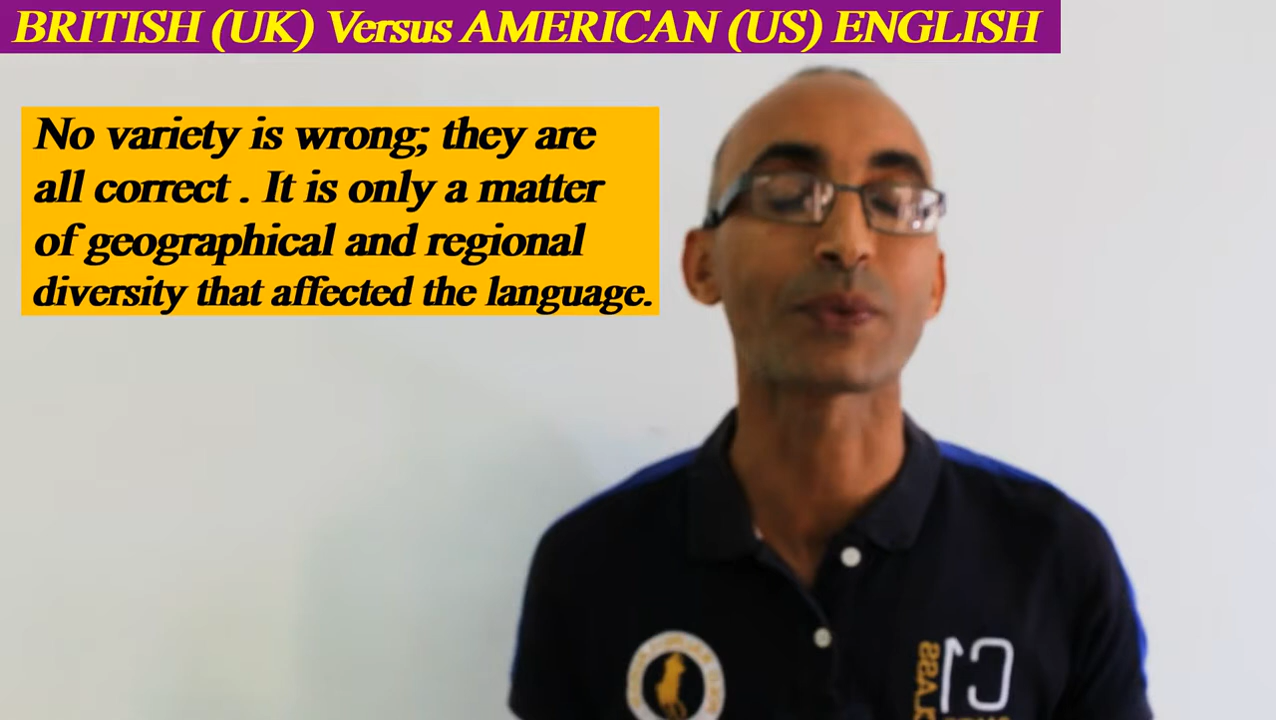 BRITISH (UK) Versus AMERICAN (US) ENGLISH
No variety is wrong; they are
all correct . It is only a matter
of geographical and regional
diversity that affected the language.
C1